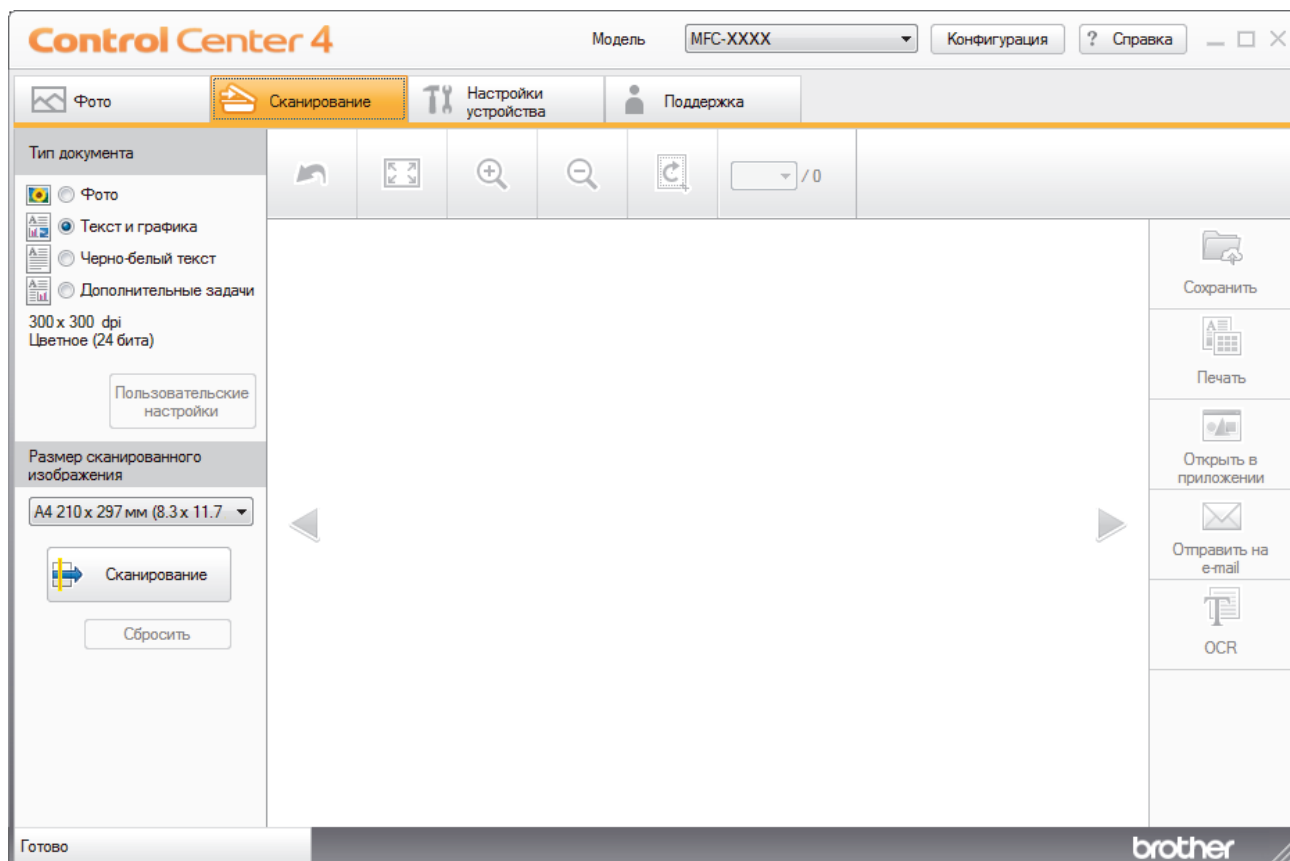 Control Center 4
Модель
MFC-XXXX
Конфигурация
? Справка
Фото
Сканирование
Настройки
устройства
Поддержка
Тип документа
/ 0
Фото
Текст и графика
Черно-белый текст
Дополнительные задачи
300 x 300 dpi
Цветное (24 бита)
Пользовательские
настройки
Размер сканированного
изображения
A4 210 x 297 мм (8.3 x 11.7
Сканирование
Сбросить
Сохранить
Печать
Открыть в
приложении
Отправить на
e-mail
OCR
Готово
brother